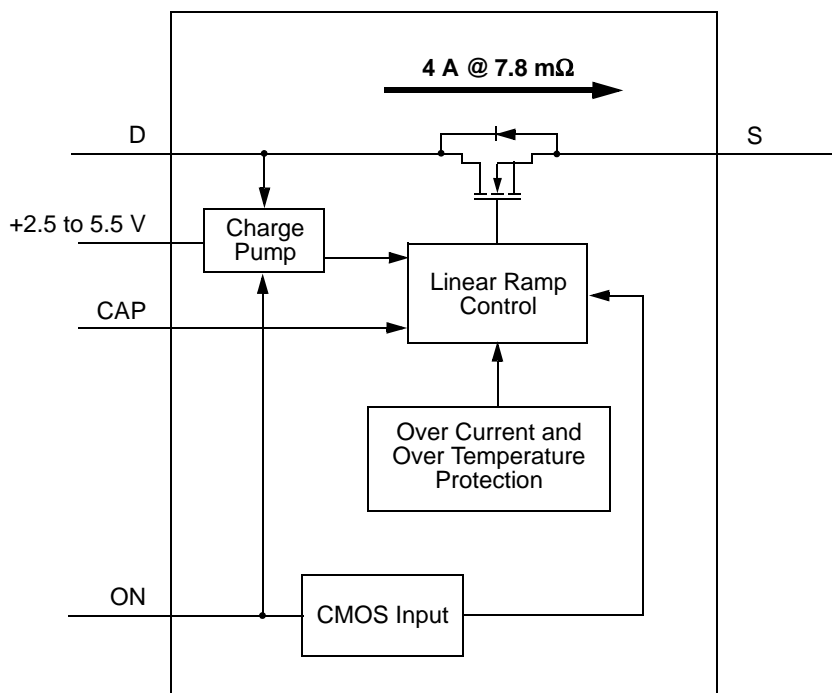 4 A @ 7.8 mΩ
D
S
+2.5 to 5.5 V
Charge
Pump
Linear Ramp
Control
CAP
Over Current and
Over Temperature
Protection
ON
CMOS Input